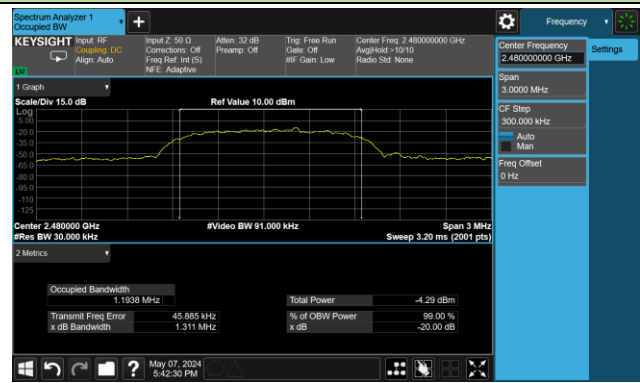 Spectrum Analyzer 1
Occupied BW
+
Frequency
KEYSIGHT
Input: RF
Coupling: DC
Align: Auto
Input Z: 50 Ω
Corrections: Off
Freq Ref: Int (S)
NFE: Adaptive
Atten: 32 dB
Preamp: Off
Trig: Free Run
Gate: Off
#IF Gain: Low
Center Freq: 2.480000000 GHz
Avg|Hold:>10/10
Radio Std: None
Center Frequency
2.480000000 GHz
Settings
Span
3.0000 MHz
CF Step
300.000 kHz
Auto
Man
Freq Offset
0 Hz
1 Graph
Scale/Div 15.0 dB
Ref Value 10.00 dBm
Log
-5.00
-20.0
-35.0
-50.0
-65.0
-80.0
-95.0
-110
-125
Center 2.480000 GHz
#Video BW 91.000 kHz
Span 3 MHz
#Res BW 30.000 kHz
Sweep 3.20 ms (2001 pts)
2 Metrics
Occupied Bandwidth
1.1938 MHz
Total Power
-4.29 dBm
Transmit Freq Error
45.885 kHz
% of OBW Power
99.00 %
x dB Bandwidth
1.311 MHz
x dB
-20.00 dB
?
May 07, 2024
5:42:30 PM